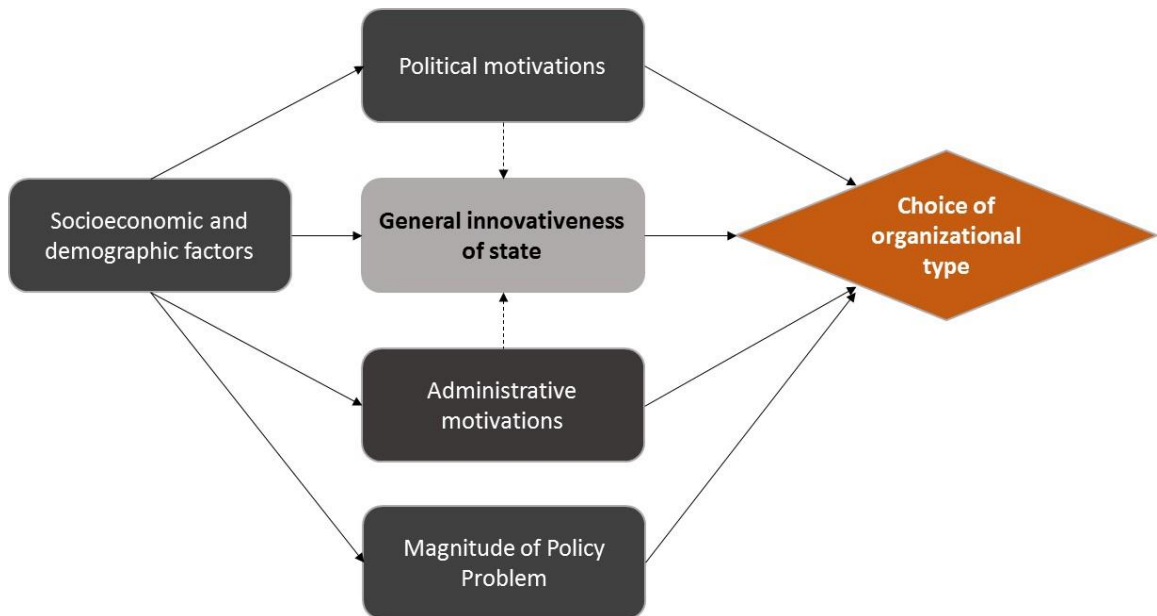 Political motivations
Socioeconomic and
demographic factors
General innovativeness
of state
Choice of
organizational
type
Administrative
motivations
Magnitude of Policy
Problem